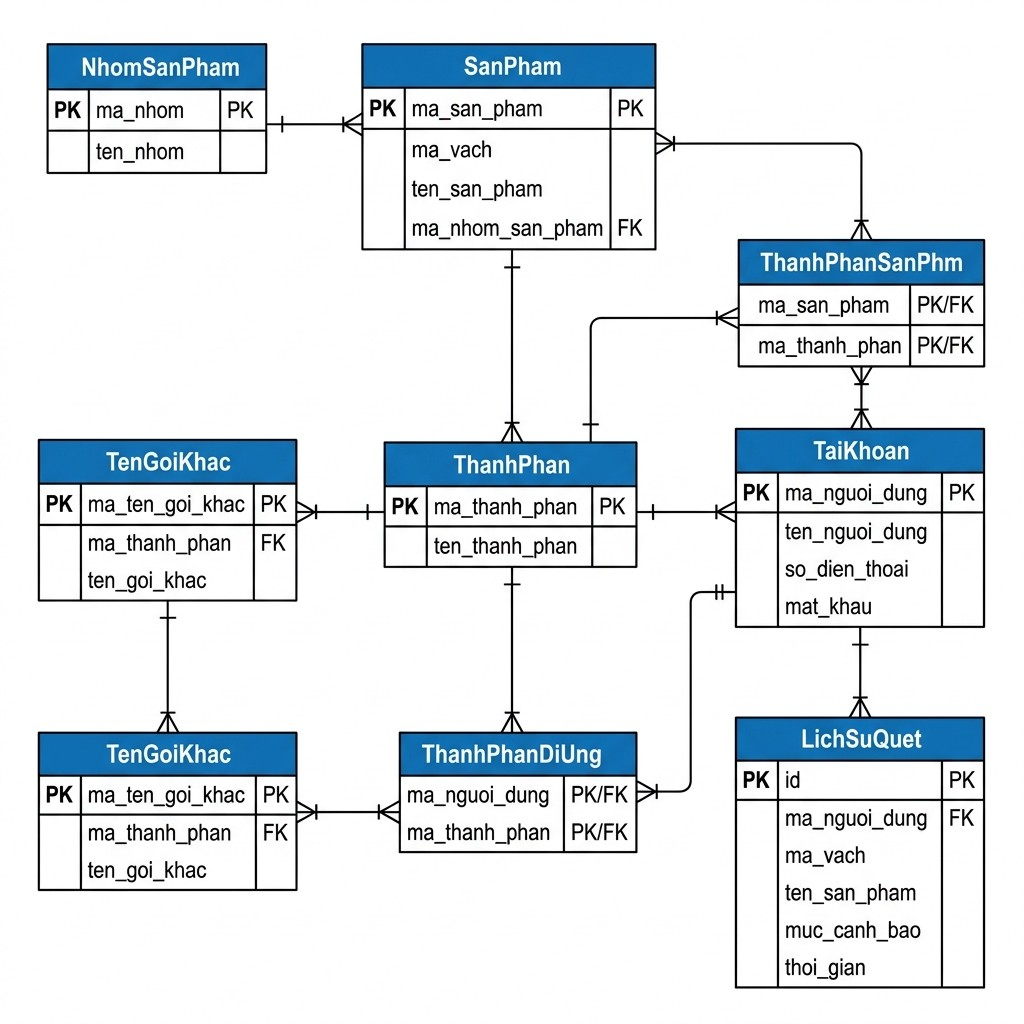 NhomSanPham
PK ma_nhom PK
ten_nhom
SanPham
PK ma_san_pham PK
ma_vach
ten_san_pham
ma_nhom_san_pham FK
ThanhPhanSanPhm
ma_san_pham PK/FK
ma_thanh_phan PK/FK
TenGoiKhac
PK ma_ten_goi_khac PK
ma_thanh_phan FK
ten_goi_khac
ThanhPhan
PK ma_thanh_phan PK
ten_thanh_phan
TaiKhoan
PK ma_nguoi_dung PK
ten_nguoi_dung
so_dien_thoai
mat_khau
TenGoiKhac
PK ma_ten_goi_khac PK
ma_thanh_phan FK
ten_goi_khac
ThanhPhanDiUng
ma_nguoi_dung PK/FK
ma_thanh_phan PK/FK
LichSuQuet
PK id PK
ma_nguoi_dung FK
ma_vach
ten_san_pham
muc_canh_bao
thoi_gian